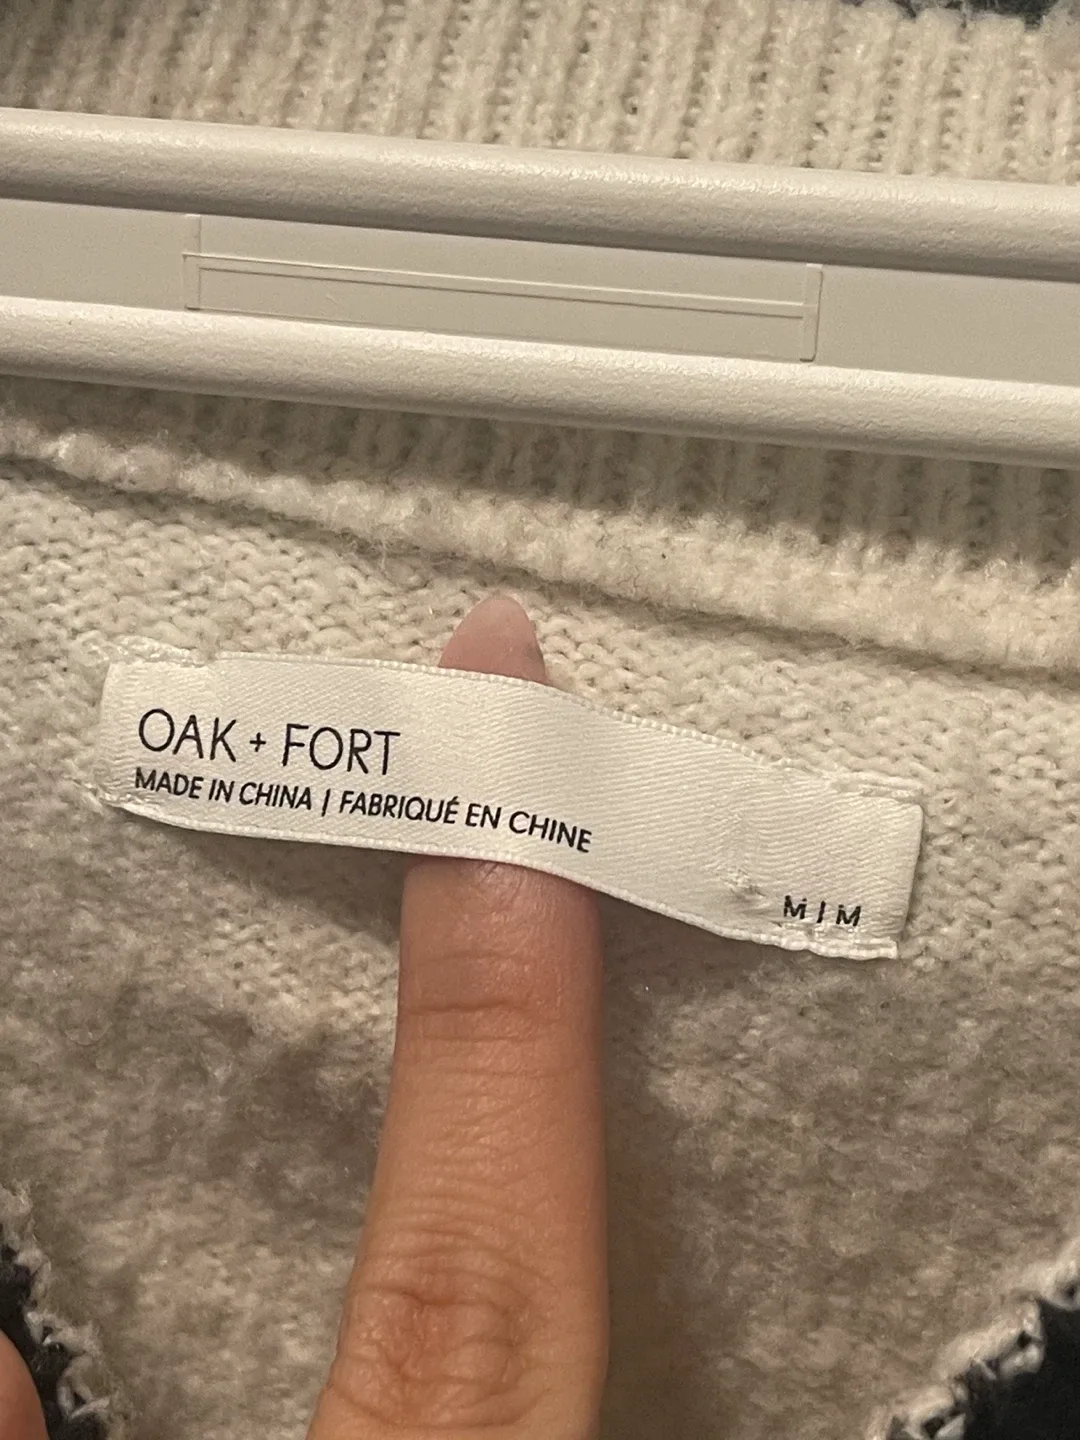 OAK + FORT
MADE IN CHINA | FABRIQUÉ EN CHINE
M | M